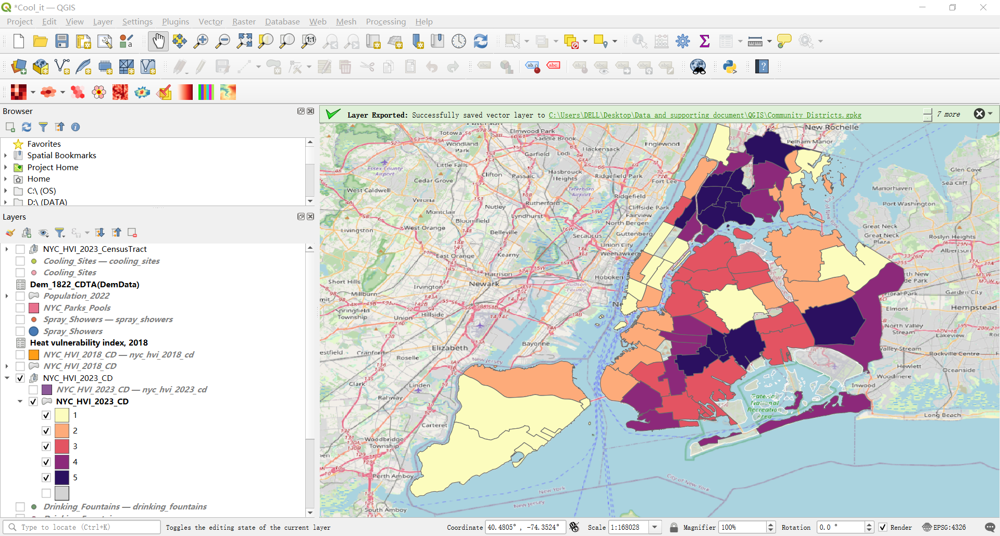 *Cool_it — QGIS
Project Edit View Layer Settings Plugins Vector Raster Database Web Mesh Processing Help
Browser
Layer Exported: Successfully saved vector layer to C:\Users\DELL\Desktop\Data and supporting document\QGIS\Community Districts.gpkg
7 more
Favorites
Spatial Bookmarks
Project Home
Home
C:\ (OS)
D:\ (DATA)
Layers
NYC_HVI_2023_CensusTract
Cooling_Sites — cooling_sites
Cooling_Sites
Dem_1822_CDTA(DemData)
Population_2022
NYC_Parks_Pools
Spray_Showers — spray_showers
Spray_Showers
Heat vulnerability index, 2018
NYC_HVI_2018_CD — nyc_hvi_2018_cd
NYC_HVI_2018_CD
NYC_HVI_2023_CD
NYC_HVI_2023_CD — nyc_hvi_2023_cd
NYC_HVI_2023_CD
1
2
3
4
5
Drinking_Fountains — drinking_fountains
Totowa
Elmwood Park
Saddle Brook
New Rochelle
Woodland Park
Hackensack
Englewood
Pelham Manor
Garfield
Lodi
Little Falls
Essex County Airport
Hasbrouck Heights
Clifton
Passaic
Ridgefield Park
Fort Lee
Glen Cove
Cedar Grove
Sea Cliff
West Caldwell
Teterboro Airport
Manorhaven
Verona
Rutherford
Ridgefield
Port Washington
Nutley
Cliffside Park
Montclair
Lyndhurst
Fairview
Bloomfield
North Bergen
Livingston
West Orange
Belleville
Great Neck
Secaucus
Guttenberg
Great Neck Plaza
Roslyn Heights
Union City
Albertson
East Orange
Kearny
Weehawken
Short Hills
Harrison
Hoboken
Irvington
Newark
Hudson County
Garden City
Millburn
Floral Park
Springfield Township
Union
Hillside
Elmont
Hempstead
North Valley Stream
Lakeview
Elizabeth
Bayonne
Valley Stream
Cranford
Roselle
New Jersey
Rockville Centre
Hewlett
Oceanside
Woodmere
Clark
Linden
Inwood
Rahway
Gateway National Recreation Area
Long Beach
Carteret
Woodbridge Township
Perth Amboy
New York
City of New York
New Jersey
South Amboy
Type to locate (Ctrl+K)
Toggles the editing state of the current layer
Coordinate 40.4805°, -74.3524°
Scale 1:168028
Magnifier 100%
Rotation 0.0 °
Render
EPSG:4326